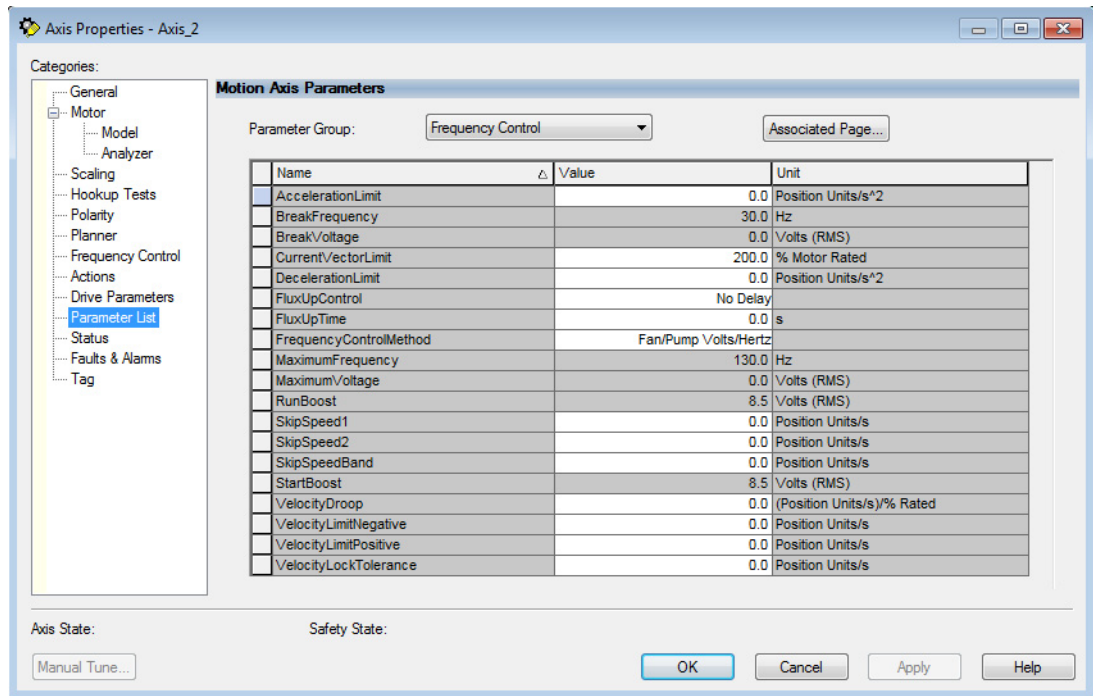 Axis Properties - Axis_2
Categories:
General
Motor
Model
Analyzer
Scaling
Hookup Tests
Polarity
Planner
Frequency Control
Actions
Drive Parameters
Parameter List
Status
Faults & Alarms
Tag
Motion Axis Parameters
Parameter Group: Frequency Control Associated Page...
Name Value Unit
AccelerationLimit 0.0 Position Units/s^2
BreakFrequency 30.0 Hz
BreakVoltage 0.0 Volts (RMS)
CurrentVectorLimit 200.0 % Motor Rated
DecelerationLimit 0.0 Position Units/s^2
FluxUpControl No Delay
FluxUpTime 0.0 s
FrequencyControlMethod Fan/Pump Volts/Hertz
MaximumFrequency 130.0 Hz
MaximumVoltage 0.0 Volts (RMS)
RunBoost 8.5 Volts (RMS)
SkipSpeed1 0.0 Position Units/s
SkipSpeed2 0.0 Position Units/s
SkipSpeedBand 0.0 Position Units/s
StartBoost 8.5 Volts (RMS)
VelocityDroop 0.0 (Position Units/s)/% Rated
VelocityLimitNegative 0.0 Position Units/s
VelocityLimitPositive 0.0 Position Units/s
VelocityLockTolerance 0.0 Position Units/s
Axis State: Safety State:
Manual Tune... OK Cancel Apply Help